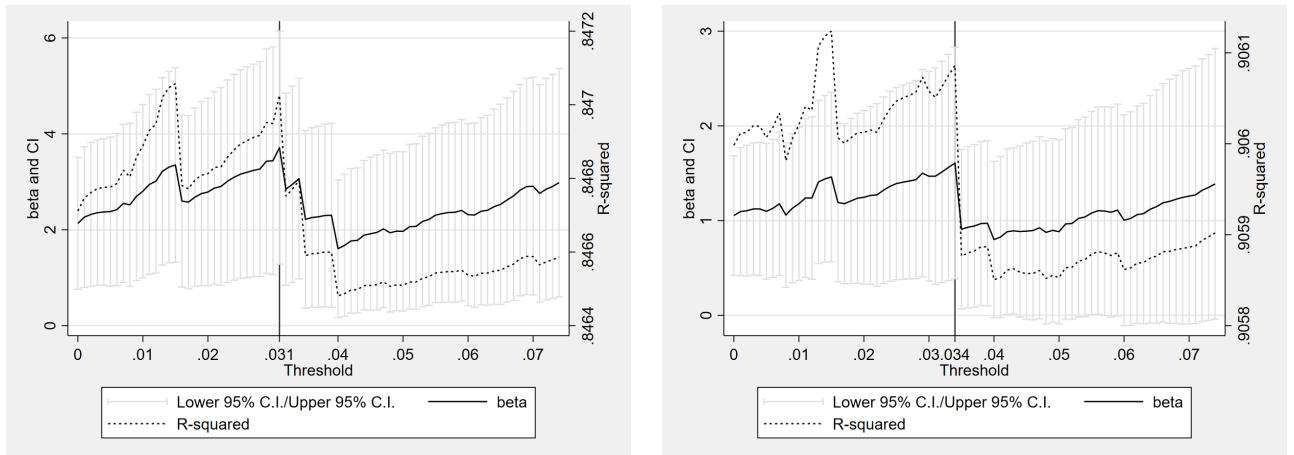 beta and CI
6
4
2
0
.8472
.847
.8468
.8466
.8464
R-squared
0 .01 .02 .031 .04 .05 .06 .07
Threshold
Lower 95% C.I./Upper 95% C.I. beta
R-squared
beta and CI
3
2
1
0
.9061
.906
.9059
.9058
R-squared
0 .01 .02 .03.034 .04 .05 .06 .07
Threshold
Lower 95% C.I./Upper 95% C.I. beta
R-squared